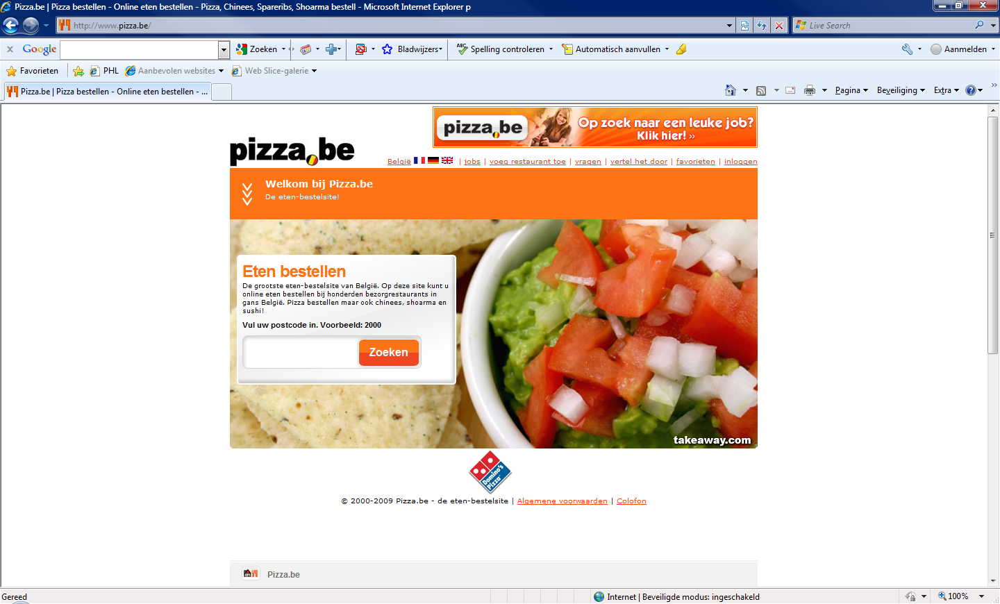 Pizza.be | Pizza bestellen - Online eten bestellen - Pizza, Chinees, Spareribs, Shoarma bestell - Microsoft Internet Explorer p
http://www.pizza.be/
Live Search
x Google Zoeken Bladwijzers Spelling controleren Automatisch aanvullen Aanmelden
Favorieten PHL Aanbevolen websites Web Slice-galerie
Pizza.be | Pizza bestellen - Online eten bestellen - ...
Pagina Beveiliging Extra
pizza.be
Op zoek naar een leuke job?
Klik hier! »
pizza.be
België | jobs | voeg restaurant toe | vragen | vertel het door | favorieten | inloggen
Welkom bij Pizza.be
De eten-bestelsite!
Eten bestellen
De grootste eten-bestelsite van België. Op deze site kunt u
online eten bestellen bij honderden bezorgrestaurants in
gans België. Pizza bestellen maar ook chinees, shoarma en
sushi!
Vul uw postcode in. Voorbeeld: 2000
Zoeken
takeaway.com
Domino's
Pizza
© 2000-2009 Pizza.be - de eten-bestelsite | Algemene voorwaarden | Colofon
Pizza.be
Gereed
Internet | Beveiligde modus: ingeschakeld
100%